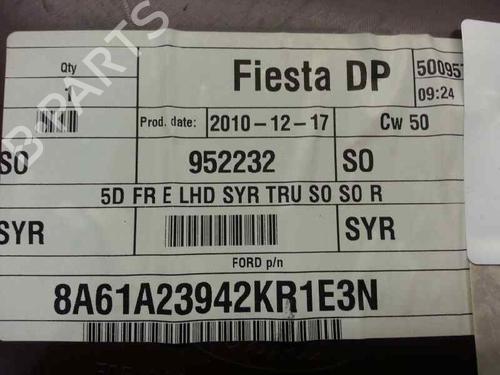 Qty
1
Fiesta DP
50095
09:24
Prod. date: 2010-12-17
Cw 50
SO
952232
SO
5D FR E LHD SYR TRU SO SO R
SYR
SYR
FORD p/n
8A61A23942KR1E3N
B-PARTS